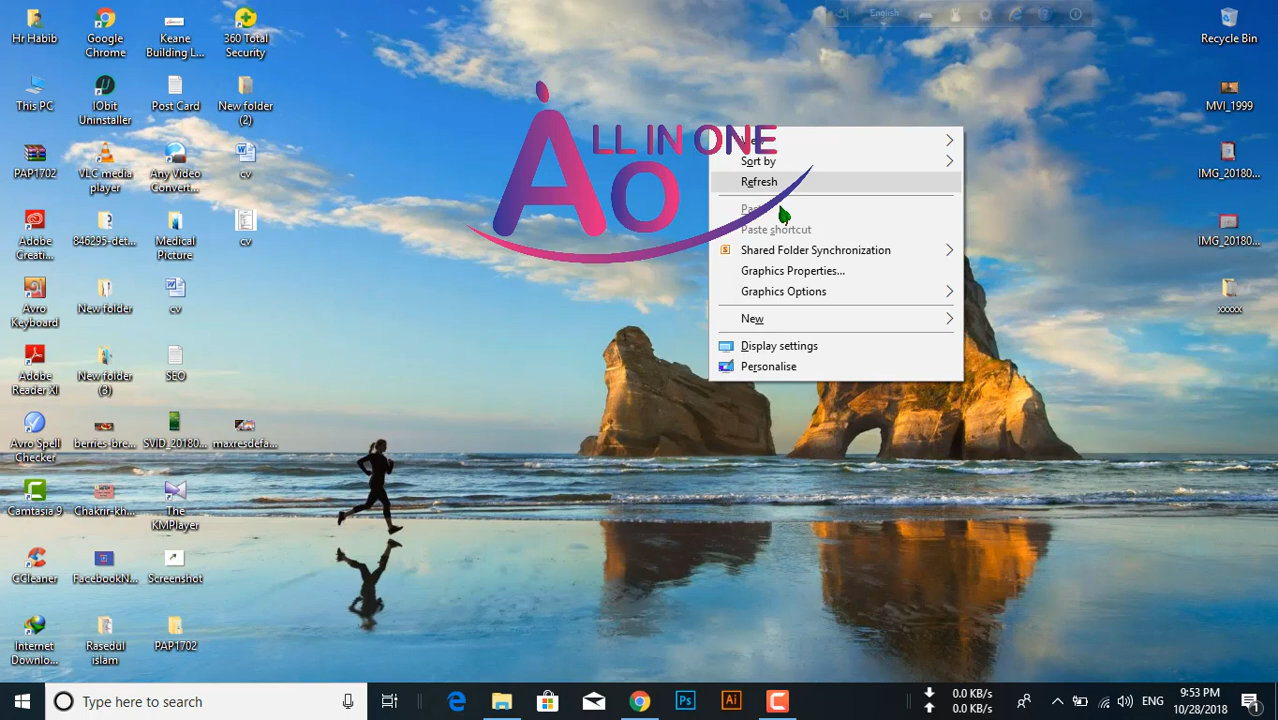 English
Hr Habib
Google
Chrome
Keane
Building L...
360 Total
Security
Recycle Bin
This PC
IObit
Uninstaller
Post Card
New folder
(2)
MVI_1999
ALL IN ONE
AO
Sort by
Refresh
Paste shortcut
Shared Folder Synchronization
Graphics Properties...
Graphics Options
New
Display settings
Personalise
PAP1702
VLC media
player
Any Video
Convert...
cv
IMG_20180...
Adobe
Creati...
846295-det...
Medical
Picture
cv
IMG_20180...
Avro
Keyboard
New folder
cv
xxxxx
Adobe
Reader XI
New folder
(3)
SEO
Avro Spell
Checker
berries-bre...
SVID_20180...
maxresdefa...
Camtasia 9
Chakrir-kh...
The
KMPlayer
CCleaner
FacebookN...
Screenshot
Internet
Downlo...
Rasedul
islam
PAP1702
Type here to search
Ps
Ai
0.0 KB/s
0.0 KB/s
ENG
9:53 PM
10/28/2018
1